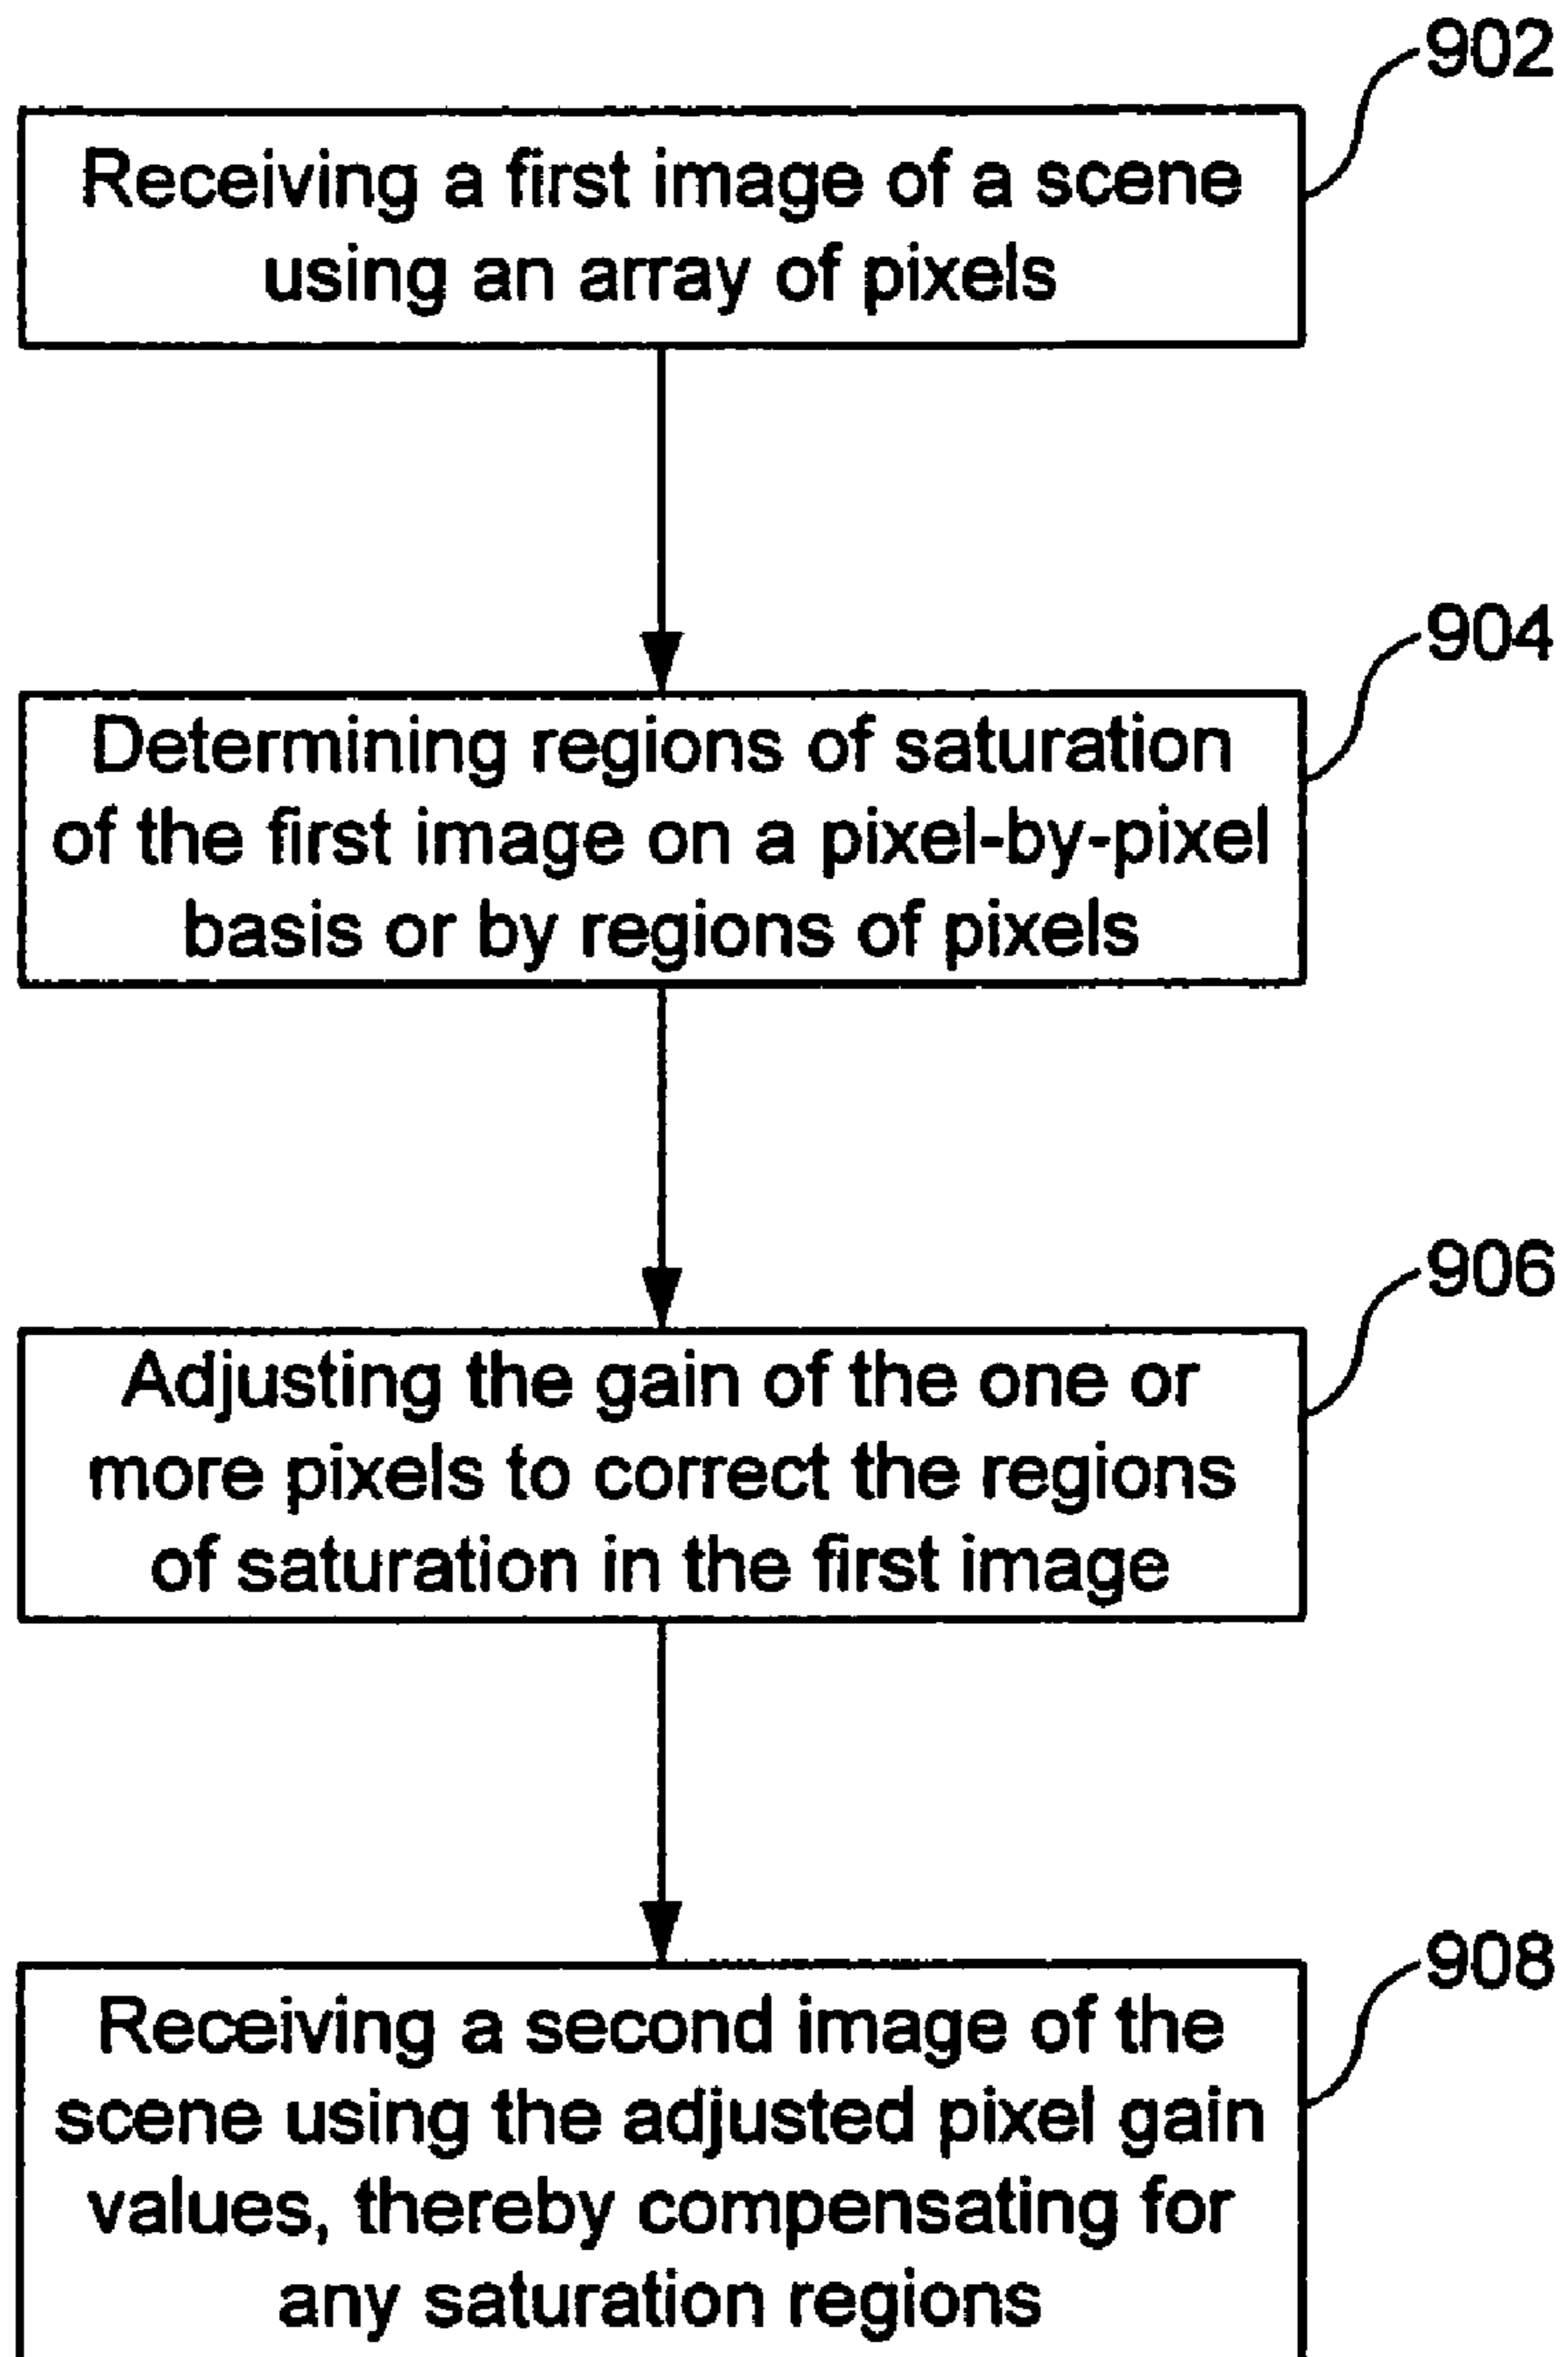 902
Receiving a first image of a scene
using an array of pixels
904
Determining regions of saturation
of the first image on a pixel-by-pixel
basis or by regions of pixels
906
Adjusting the gain of the one or
more pixels to correct the regions
of saturation in the first image
908
Receiving a second image of the
scene using the adjusted pixel gain
values, thereby compensating for
any saturation regions